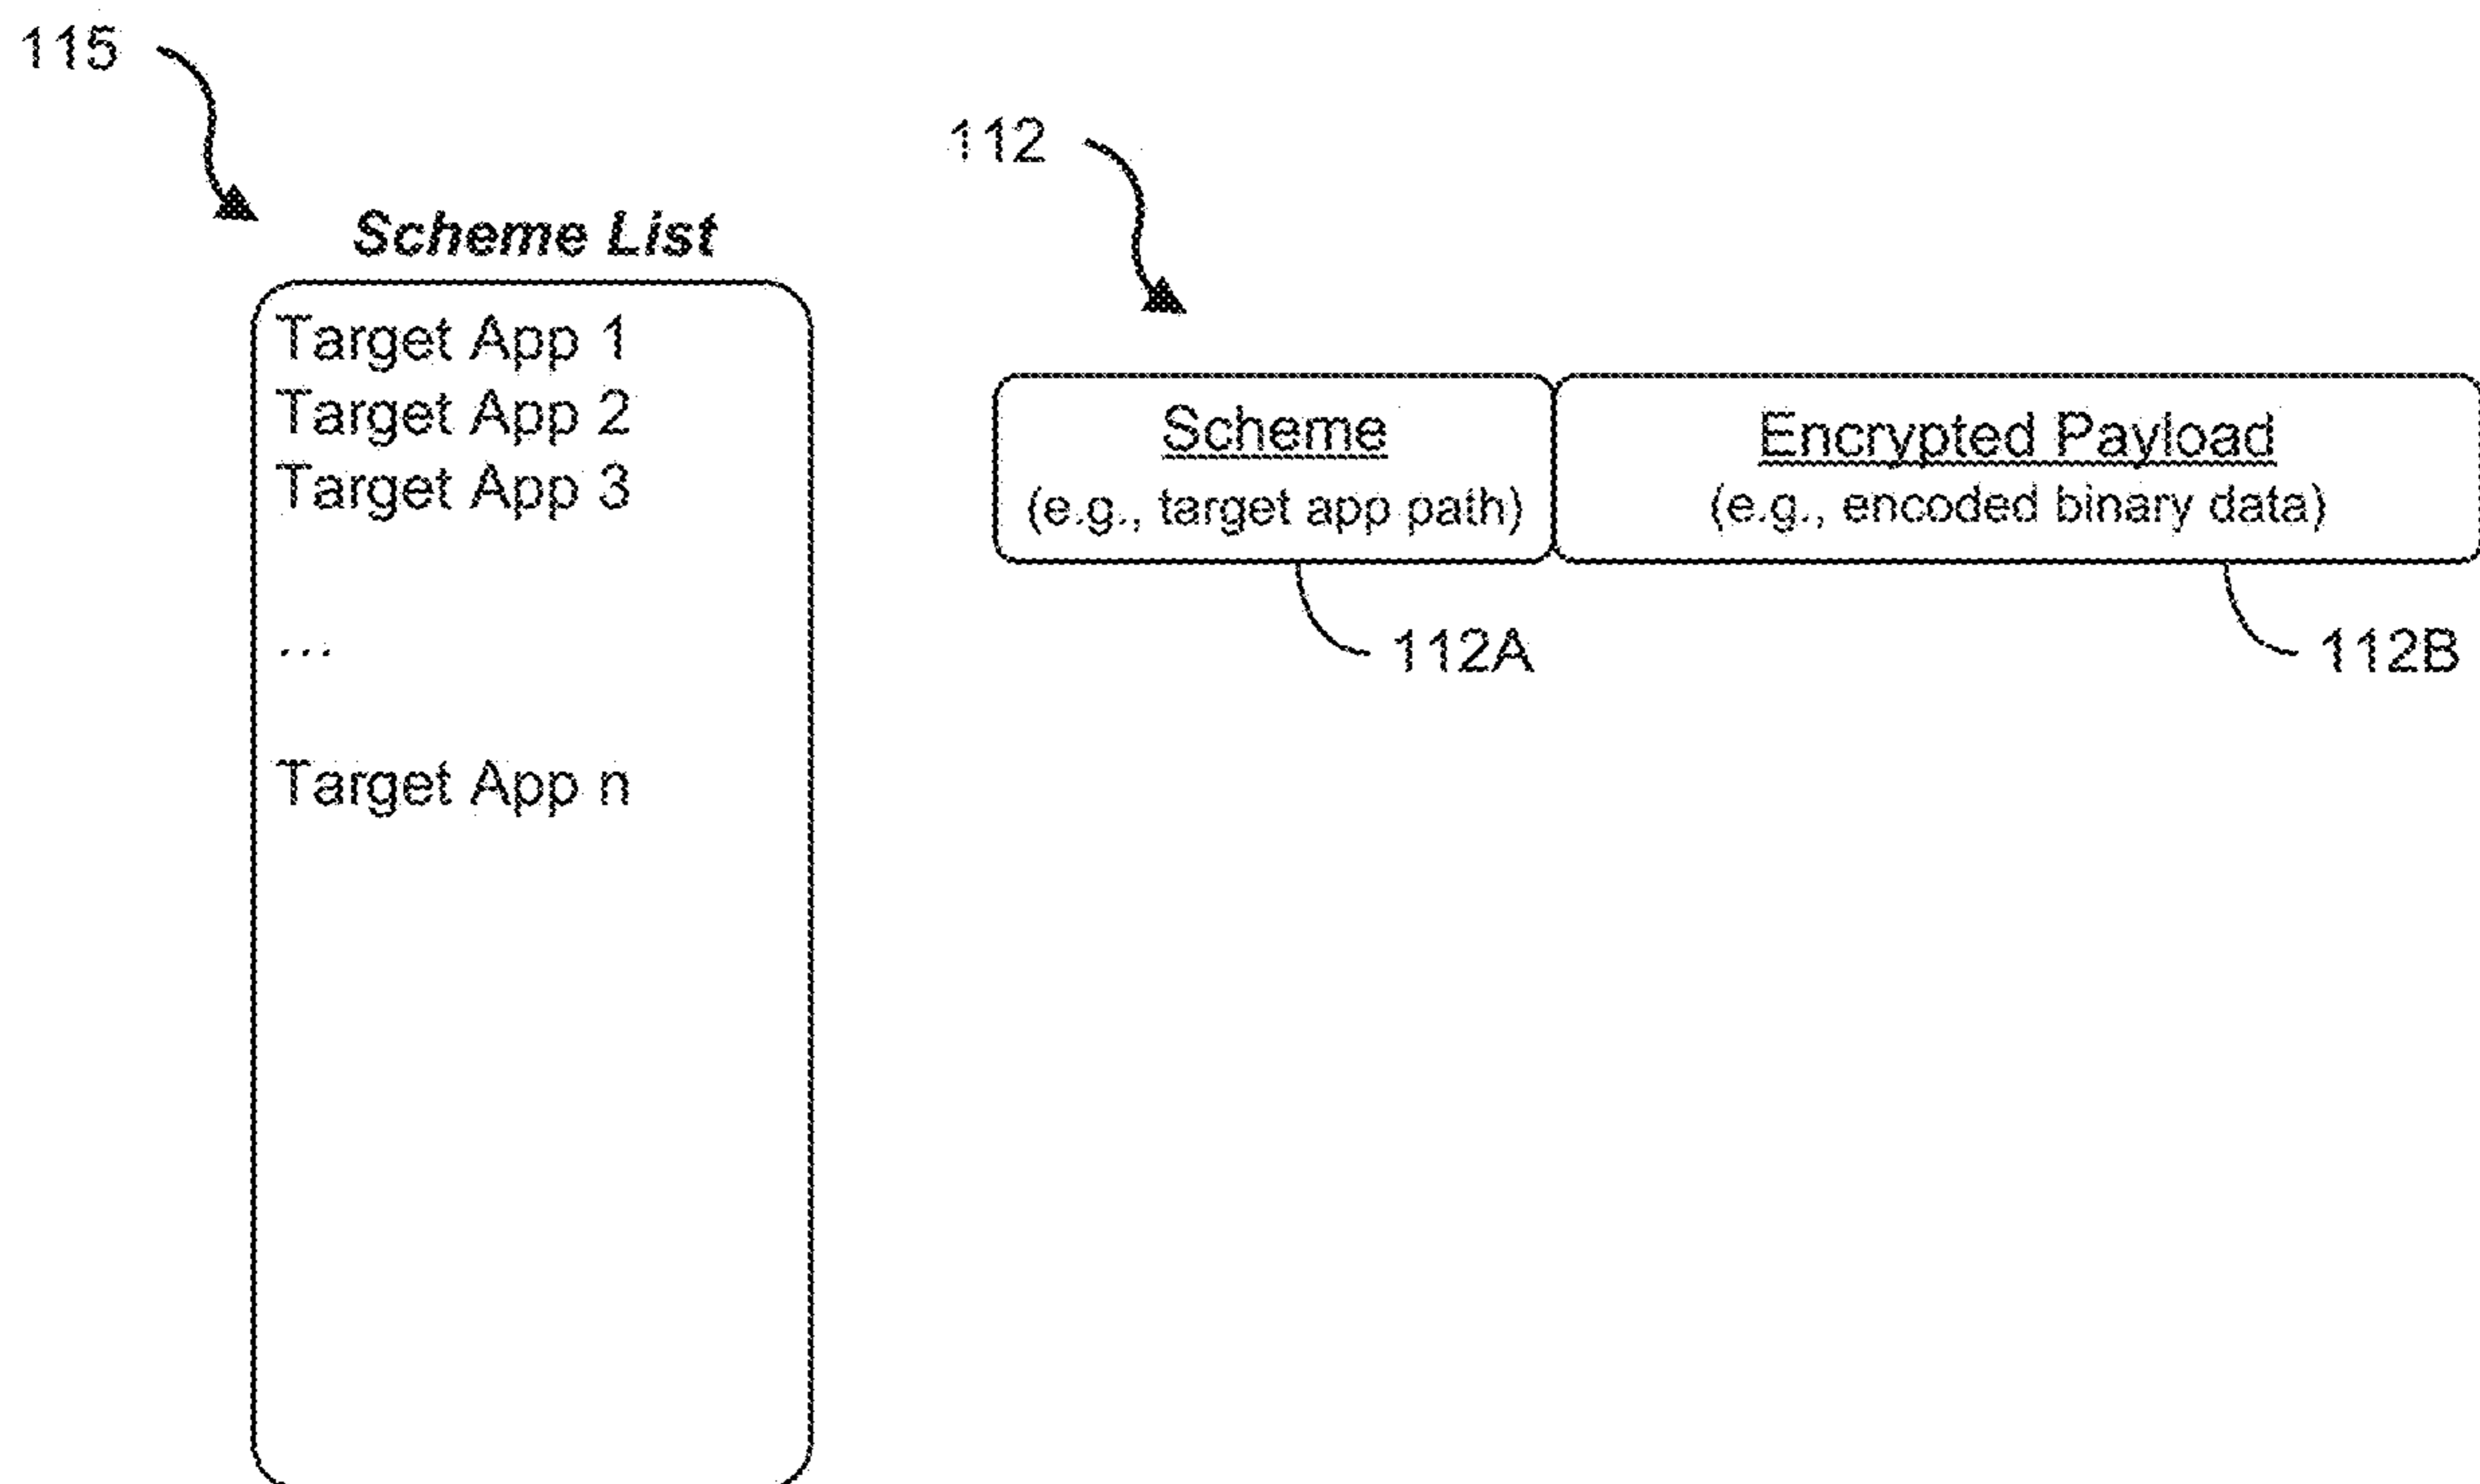 115
Scheme List
Target App 1
Target App 2
Target App 3
...
Target App n
112
Scheme
(e.g., target app path)
Encrypted Payload
(e.g., encoded binary data)
112A
112B